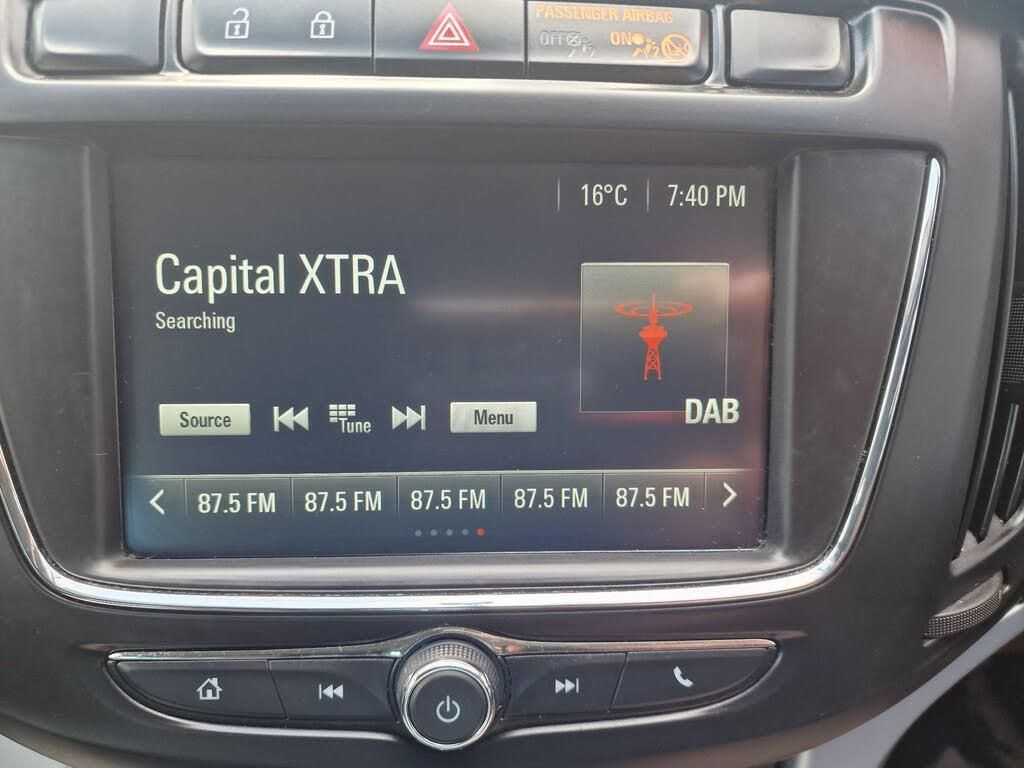 PASSENGER AIRBAG
OFF ON
16°C 7:40 PM
Capital XTRA
Searching
Source Tune Menu
DAB
87.5 FM 87.5 FM 87.5 FM 87.5 FM 87.5 FM